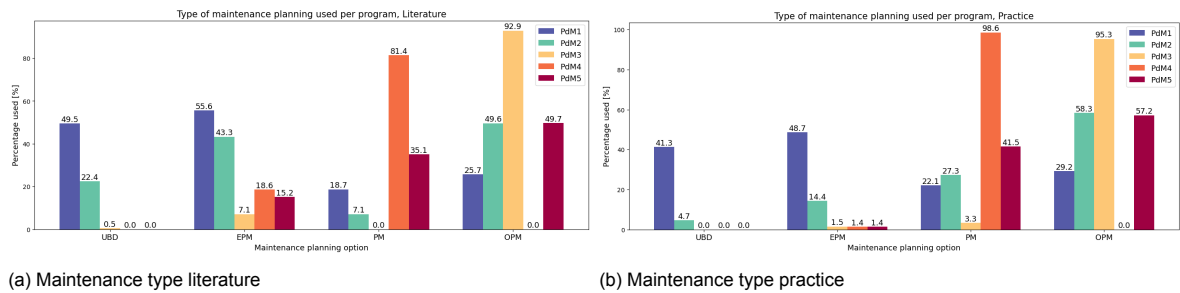 Type of maintenance planning used per program, Literature
Percentage used [%]
80
60
40
20
0
49.5
22.4
0.5
0.0
0.0
55.6
43.3
7.1
18.6
15.2
18.7
7.1
0.0
81.4
35.1
25.7
49.6
92.9
0.0
49.7
PdM1
PdM2
PdM3
PdM4
PdM5
UBD
EPM
PM
OPM
Maintenance planning option
(a) Maintenance type literature
Type of maintenance planning used per program, Practice
Percentage used [%]
100
80
60
40
20
0
41.3
4.7
0.0
0.0
0.0
48.7
14.4
1.5
1.4
1.4
22.1
27.3
3.3
98.6
41.5
29.2
58.3
95.3
0.0
57.2
PdM1
PdM2
PdM3
PdM4
PdM5
UBD
EPM
PM
OPM
Maintenance planning option
(b) Maintenance type practice